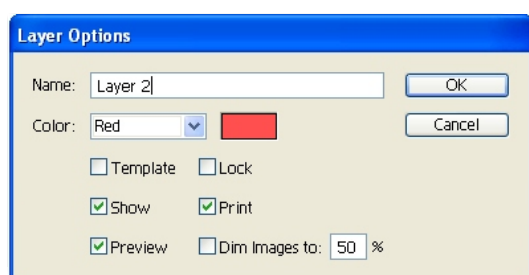 Layer Options
Name: Layer 2 OK
Color: Red Cancel
Template Lock
Show Print
Preview Dim Images to: 50 %